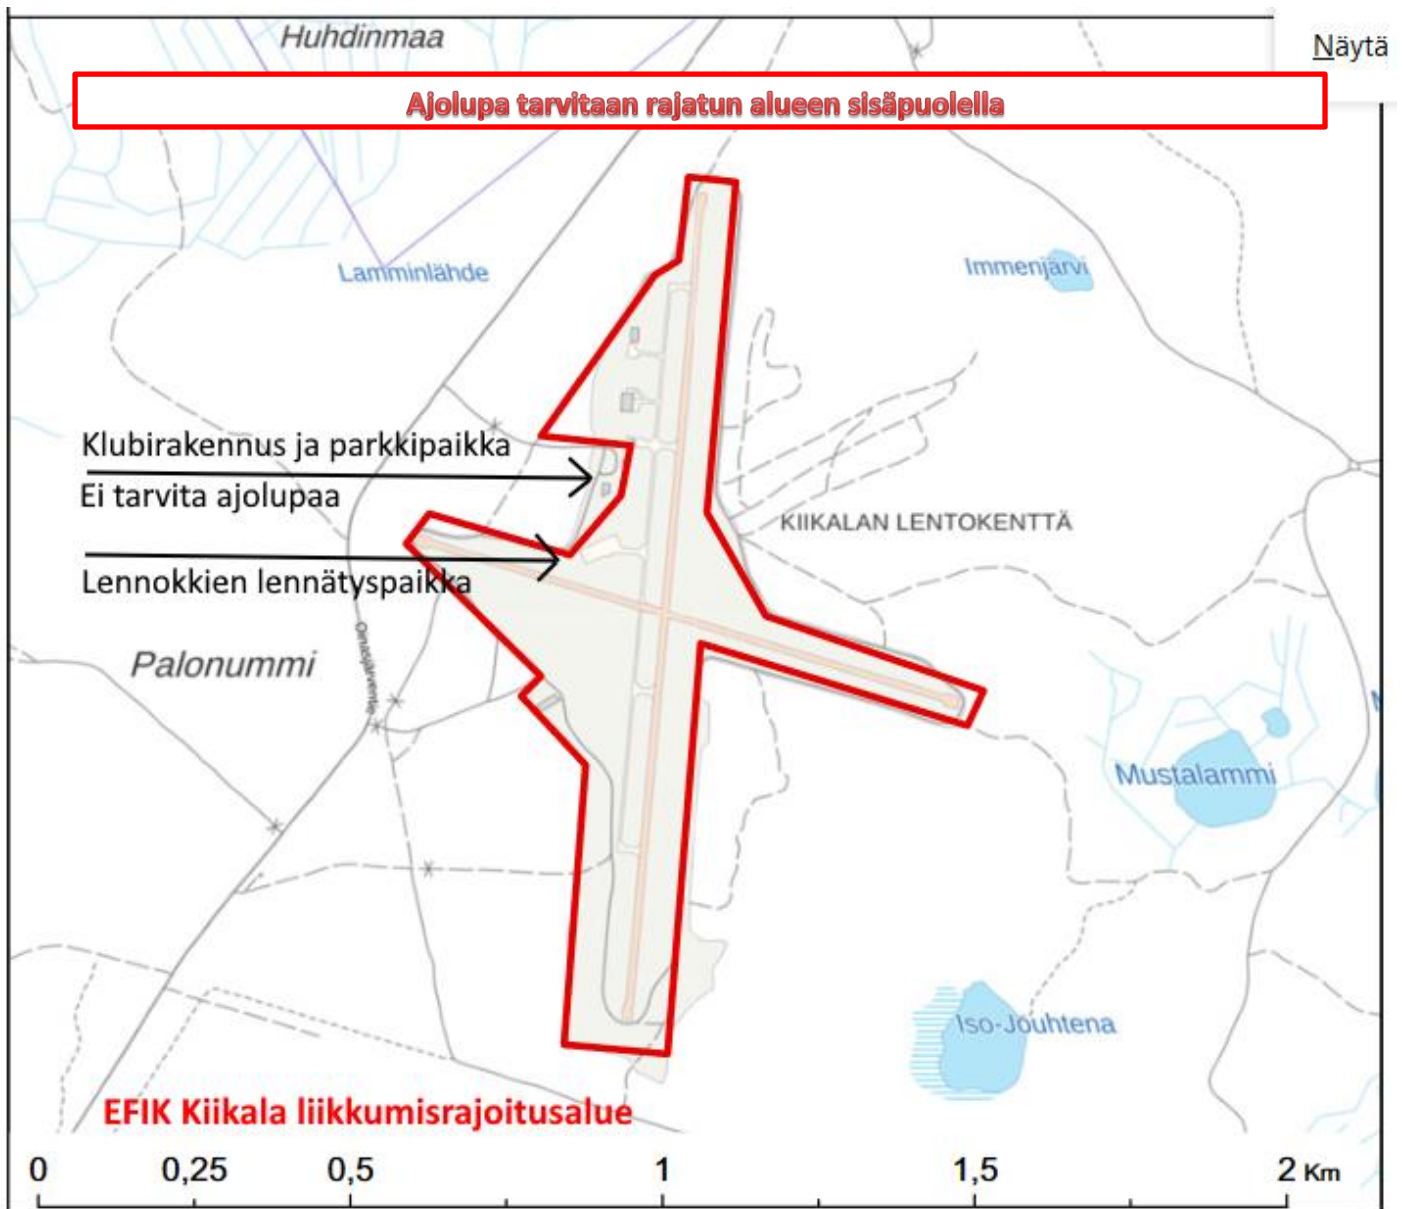 Huhdinmaa
Näytä
Ajolupa tarvitaan rajatun alueen sisäpuolella
Lamminlähde
Immenjärvi
Klubirakennus ja parkkipaikka
Ei tarvita ajolupaa
KIIKALAN LENTOKENTTÄ
Lennokkien lennätyspaikka
Palonummi
Mustalammi
Iso-Jouhtena
EFIK Kiikala liikkumisrajoitusalue
0 0,25 0,5 1 1,5 2 Km